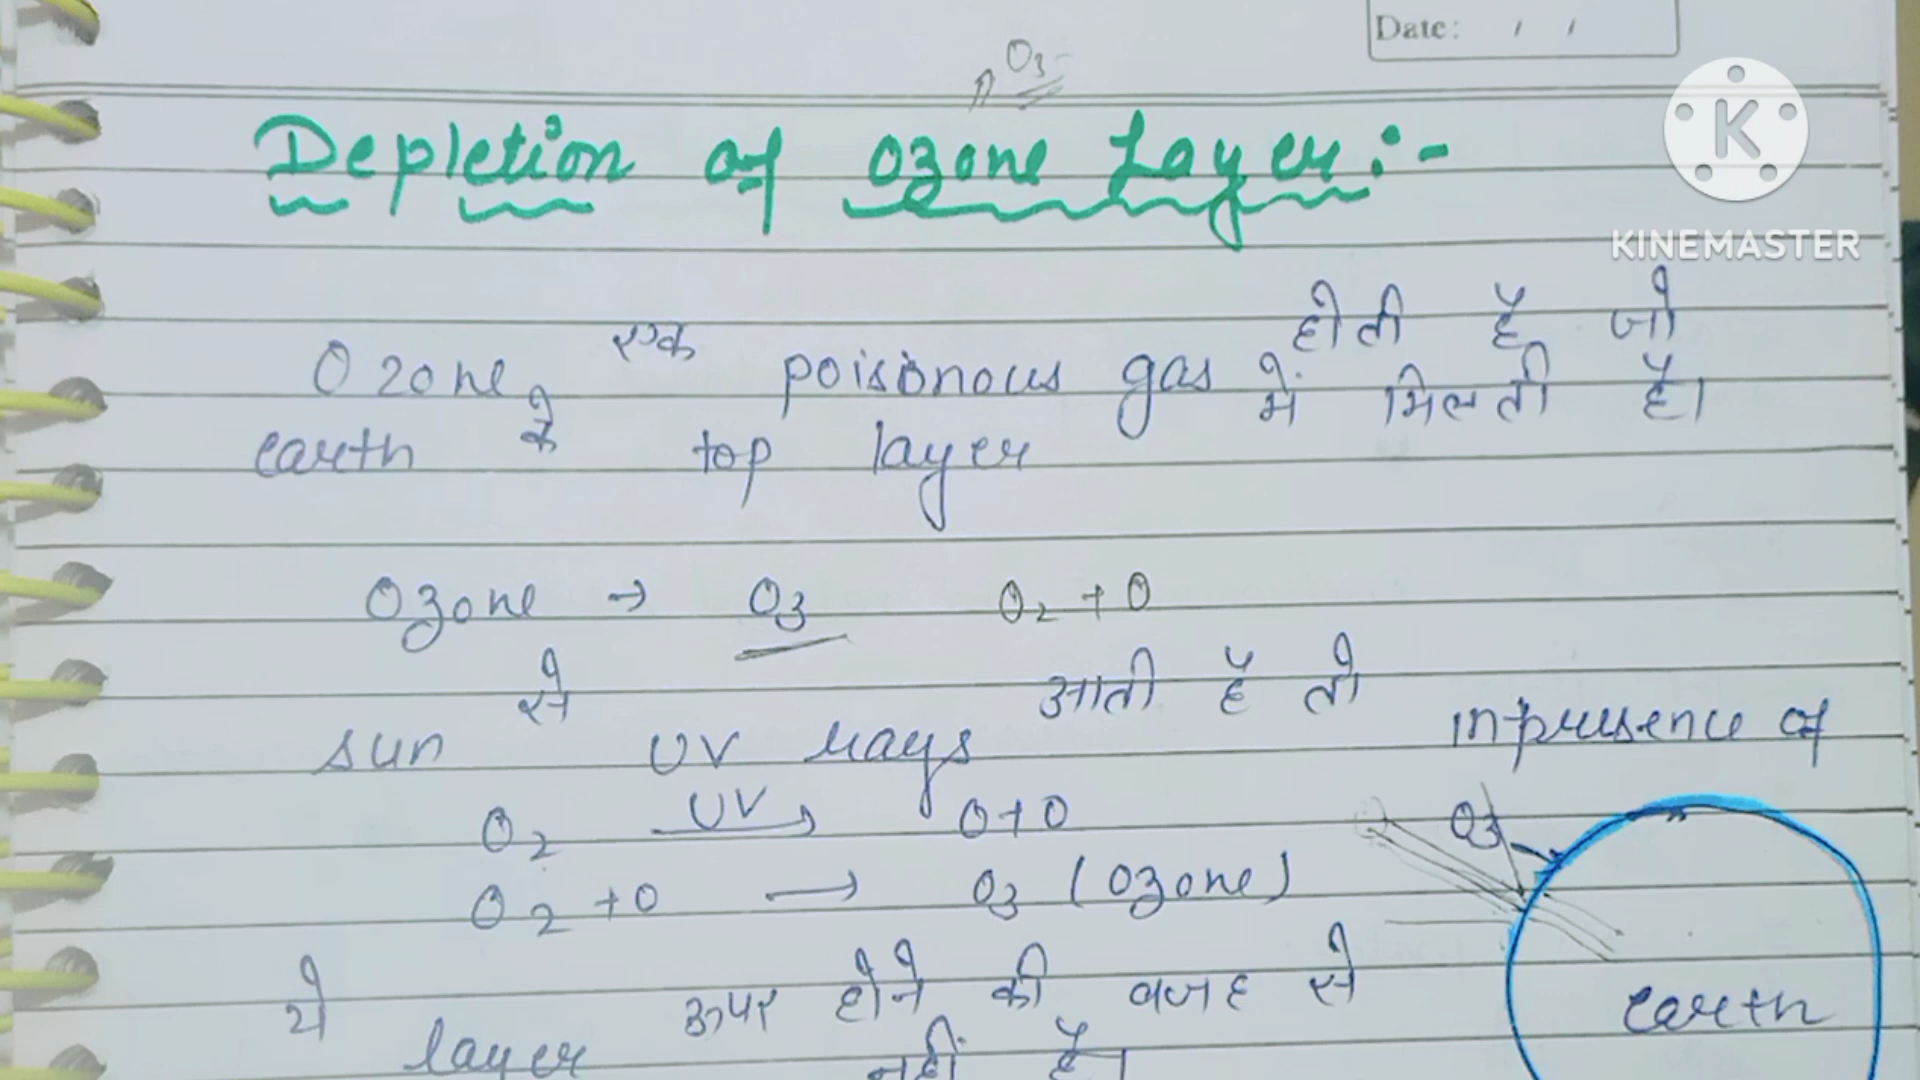 Date: / /
O3
Depletion of Ozone Layer:-
KINEMASTER
Ozone एक poisonous gas होती है जो
earth के top layer में मिलती है।
Ozone → O3 O2 + O
sun से UV rays आती है तो
in presence of
O2 UV → O+O
O3
O2 + O → O3 (Ozone)
ये layer ऊपर होने की वजह से
earth
नहीं है।